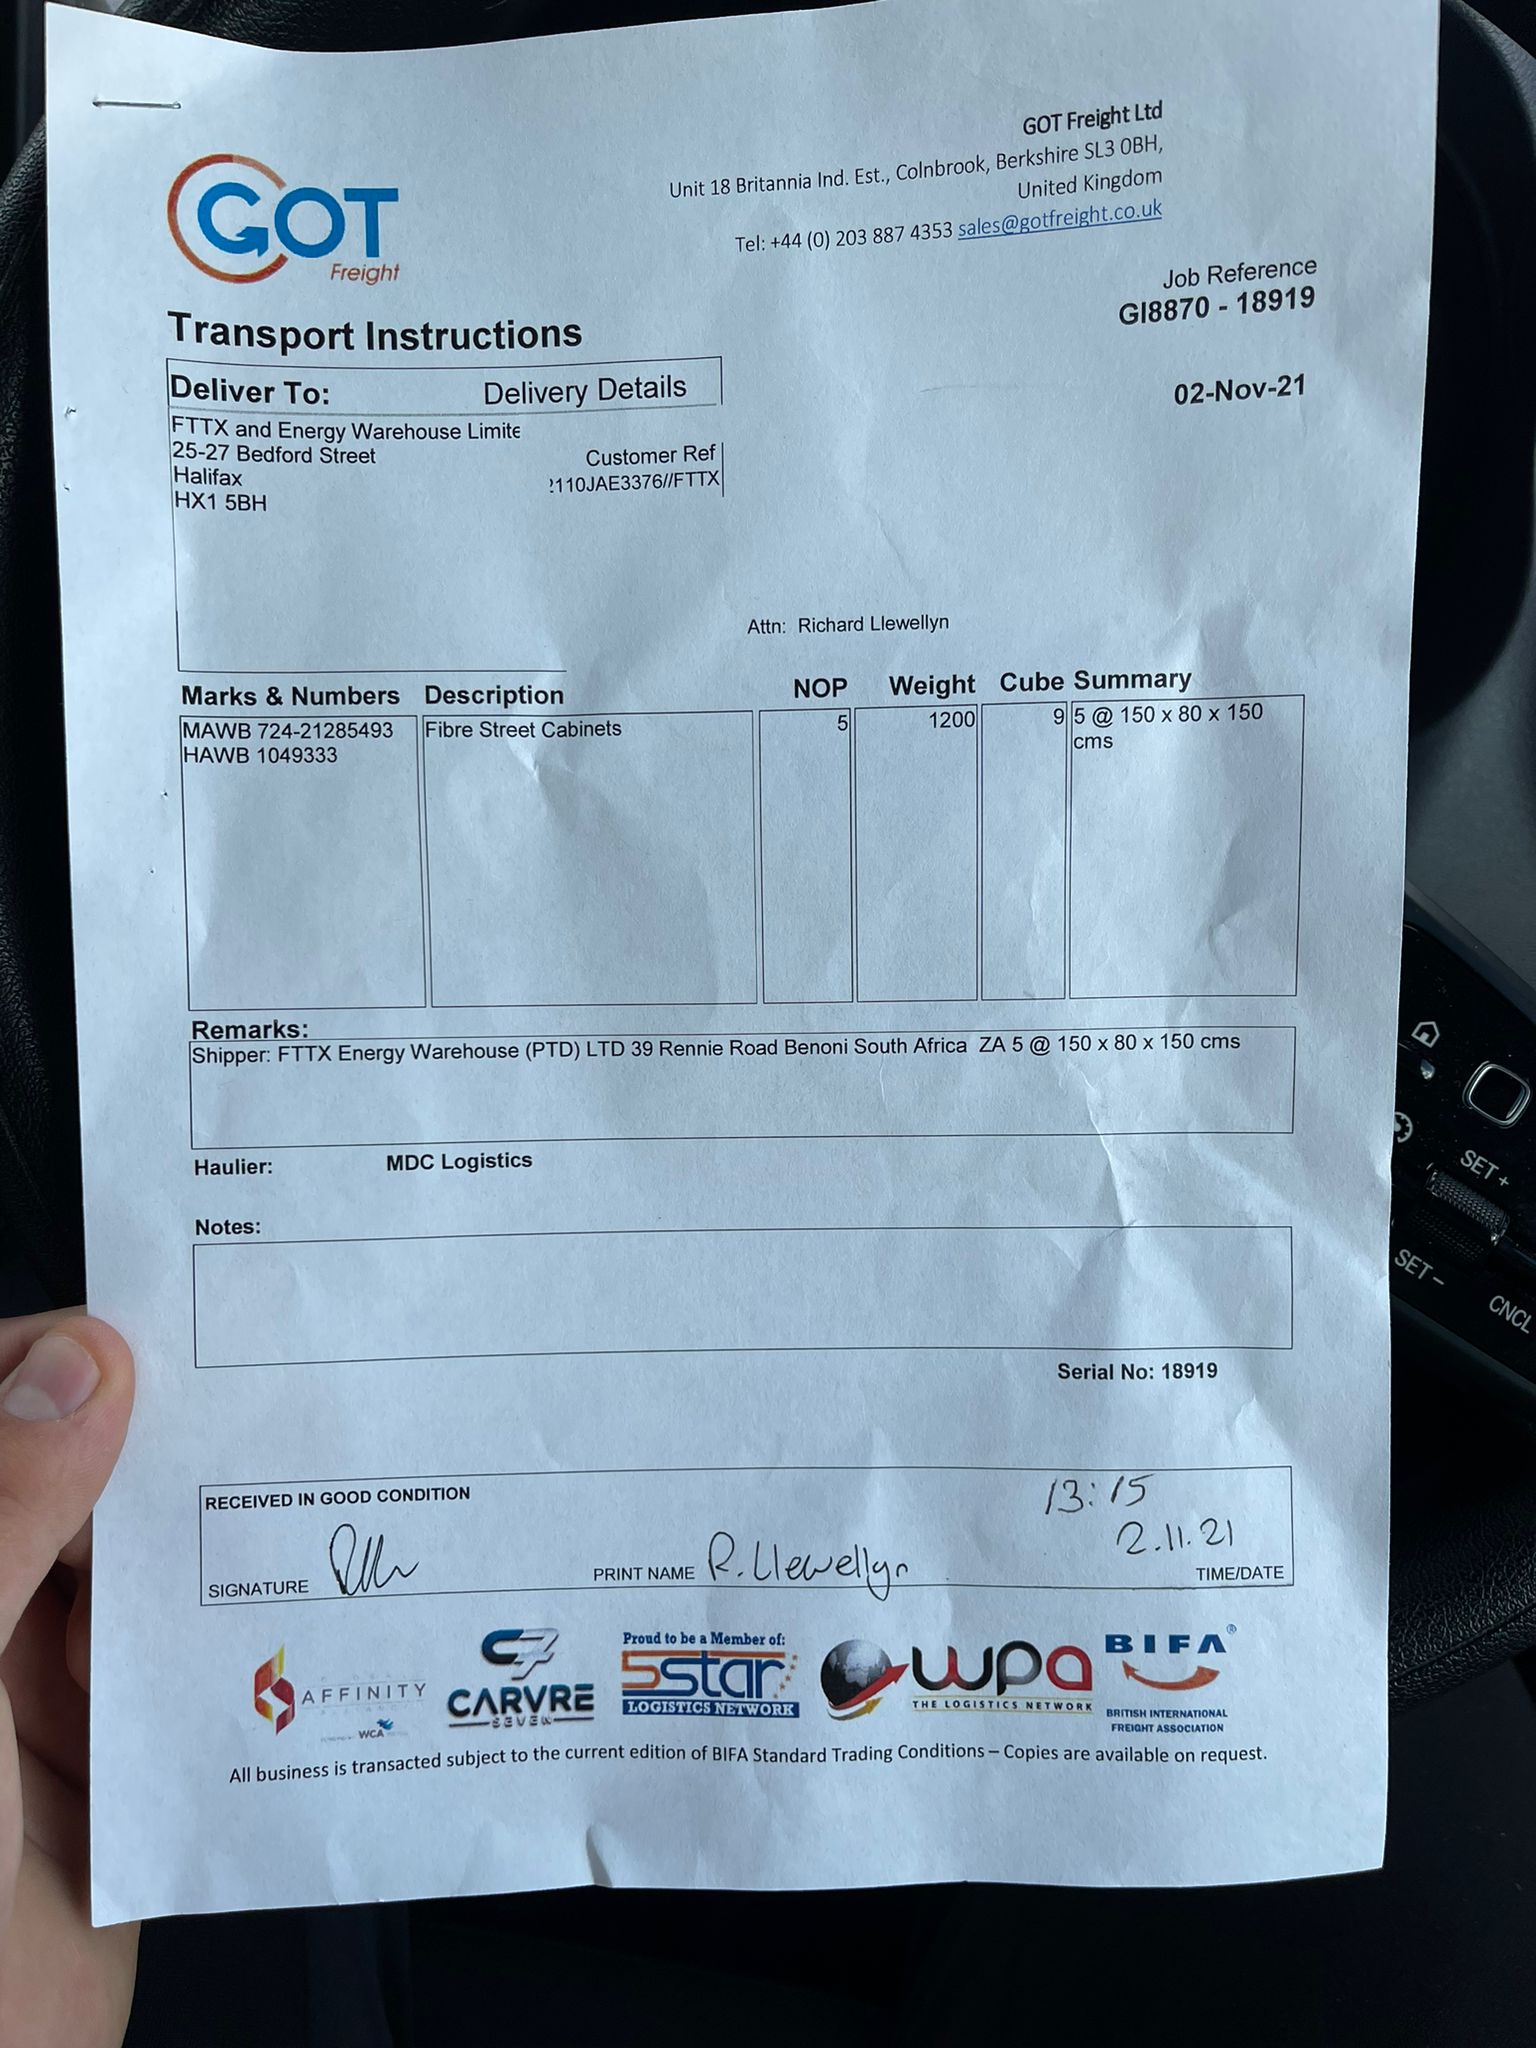 GOT
Freight
GOT Freight Ltd
Unit 18 Britannia Ind. Est., Colnbrook, Berkshire SL3 0BH,
United Kingdom
Tel: +44 (0) 203 887 4353 sales@gotfreight.co.uk
Job Reference
GI8870 - 18919
Transport Instructions
02-Nov-21
Deliver To: Delivery Details
FTTX and Energy Warehouse Limite
25-27 Bedford Street
Halifax
HX1 5BH
Customer Ref
110JAE3376//FTTX
Attn: Richard Llewellyn
Marks & Numbers Description NOP Weight Cube Summary
MAWB 724-21285493 Fibre Street Cabinets 5 1200 9 5 @ 150 x 80 x 150
HAWB 1049333 cms
Remarks:
Shipper: FTTX Energy Warehouse (PTD) LTD 39 Rennie Road Benoni South Africa ZA 5 @ 150 x 80 x 150 cms
Haulier: MDC Logistics
Notes:
Serial No: 18919
RECEIVED IN GOOD CONDITION
13:15
2.11.21
SIGNATURE
PRINT NAME R. Llewellyn
TIME/DATE
AFFINITY
WCA
C7
CARVRE
SEVEN
Proud to be a Member of:
5star
LOGISTICS NETWORK
wpa
THE LOGISTICS NETWORK
BIFA®
BRITISH INTERNATIONAL
FREIGHT ASSOCIATION
All business is transacted subject to the current edition of BIFA Standard Trading Conditions – Copies are available on request.
SET +
SET –
CNCL